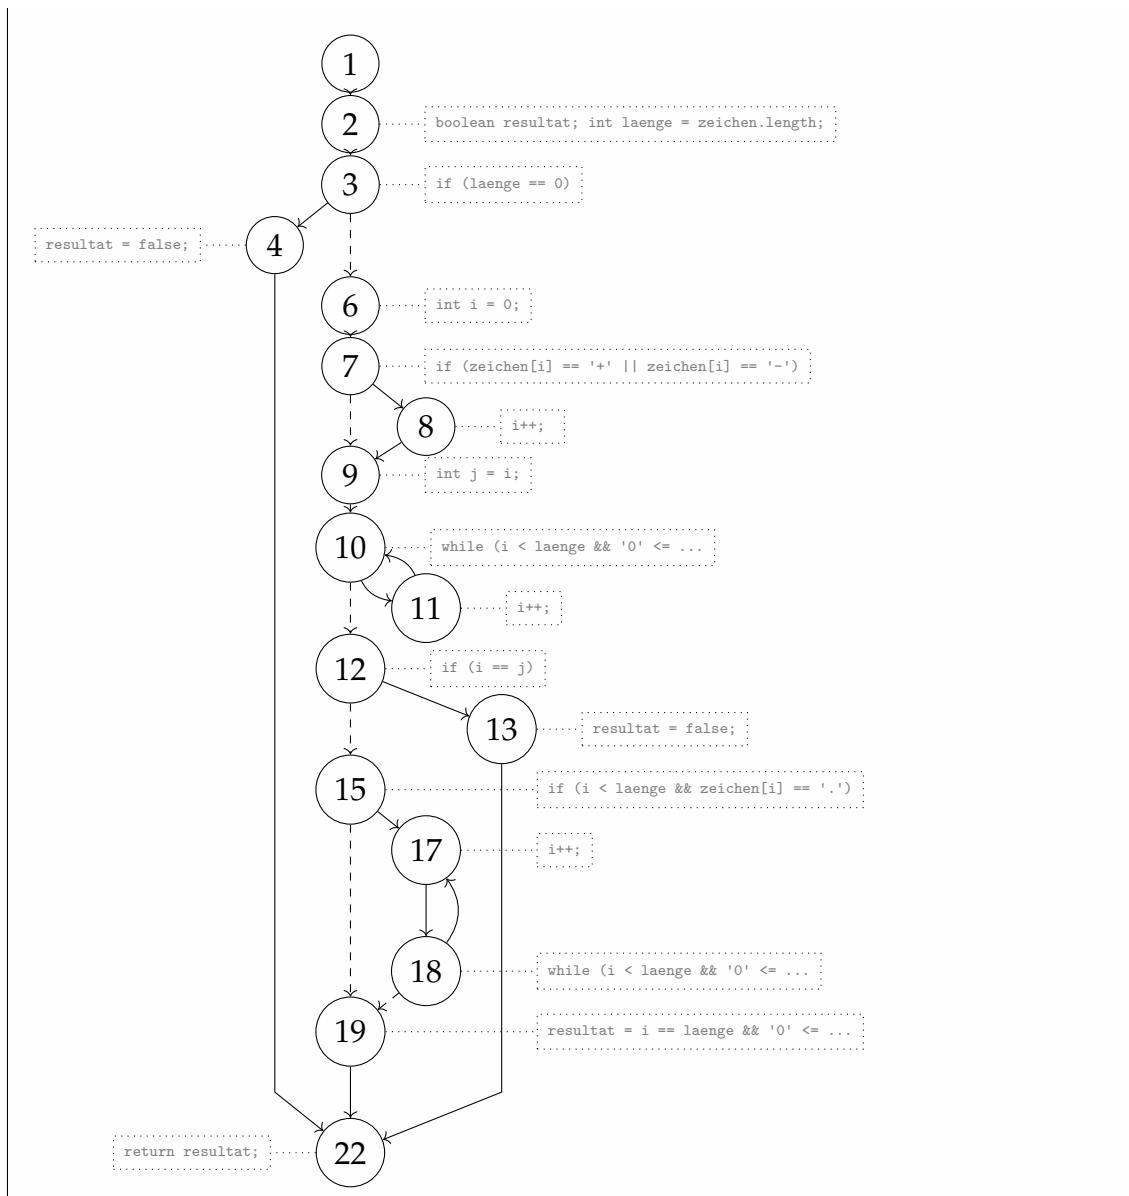 1
2 boolean resultat; int laenge = zeichen.length;
3 if (laenge == 0)
resultat = false; 4
6 int i = 0;
7 if (zeichen[i] == '+' || zeichen[i] == '-')
8 i++;
9 int j = i;
10 while (i < laenge && '0' <= ...
11 i++;
12 if (i == j)
13 resultat = false;
15 if (i < laenge && zeichen[i] == '.')
17 i++;
18 while (i < laenge && '0' <= ...
19 resultat = i == laenge && '0' <= ...
return resultat; 22